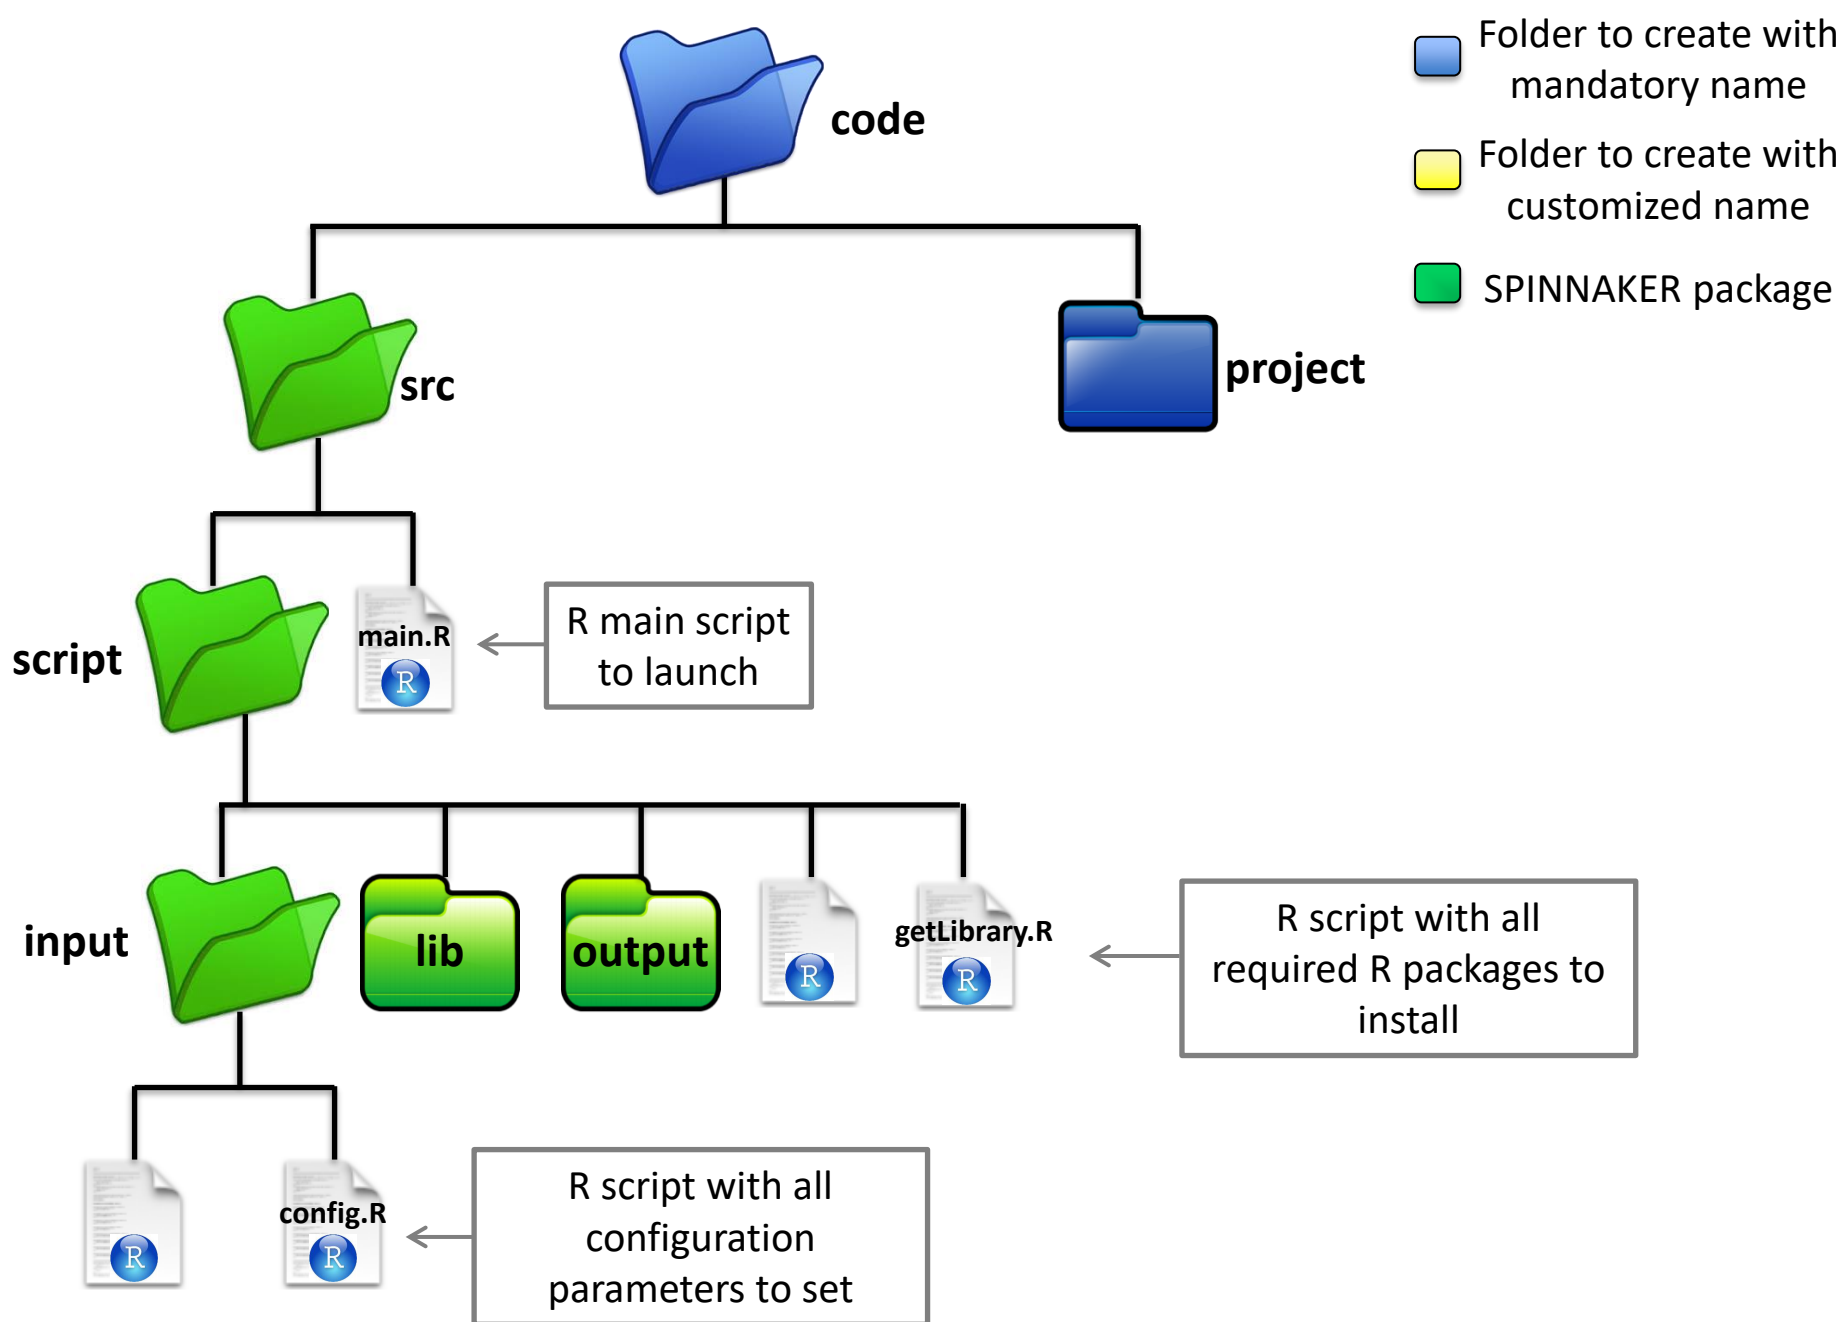 Folder to create with
mandatory name
code
Folder to create with
customized name
SPINNAKER package
src
project
script
main.R
R
R main script
to launch
input
lib
output
R
getLibrary.R
R
R script with all
required R packages to
install
R
config.R
R
R script with all
configuration
parameters to set